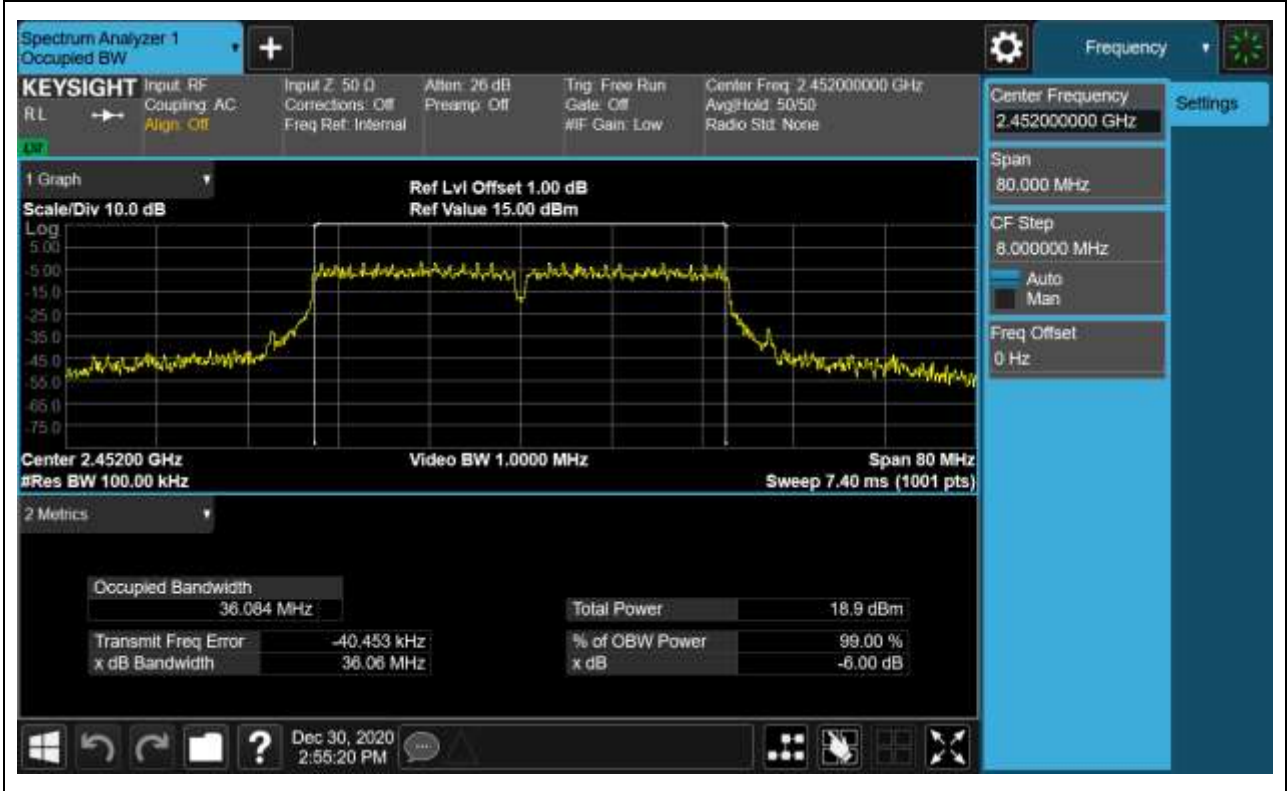 Spectrum Analyzer 1
Occupied BW
Frequency
KEYSIGHT
RL
Input: RF
Coupling: AC
Align: Off
Input Z: 50 Ω
Corrections: Off
Freq Ref: Internal
Atten: 26 dB
Preamp: Off
Trig: Free Run
Gate: Off
#IF Gain: Low
Center Freq: 2.452000000 GHz
Avg|Hold: 50/50
Radio Std: None
Center Frequency
2.452000000 GHz
Settings
Span
80.000 MHz
CF Step
8.000000 MHz
Auto
Man
Freq Offset
0 Hz
1 Graph
Ref Lvl Offset 1.00 dB
Scale/Div 10.0 dB
Ref Value 15.00 dBm
Log
5.00
-5.00
-15.0
-25.0
-35.0
-45.0
-55.0
-65.0
-75.0
Center 2.45200 GHz
Video BW 1.0000 MHz
Span 80 MHz
#Res BW 100.00 kHz
Sweep 7.40 ms (1001 pts)
2 Metrics
Occupied Bandwidth
36.084 MHz
Total Power 18.9 dBm
Transmit Freq Error -40.453 kHz
% of OBW Power 99.00 %
x dB Bandwidth 36.06 MHz
x dB -6.00 dB
Dec 30, 2020
2:55:20 PM